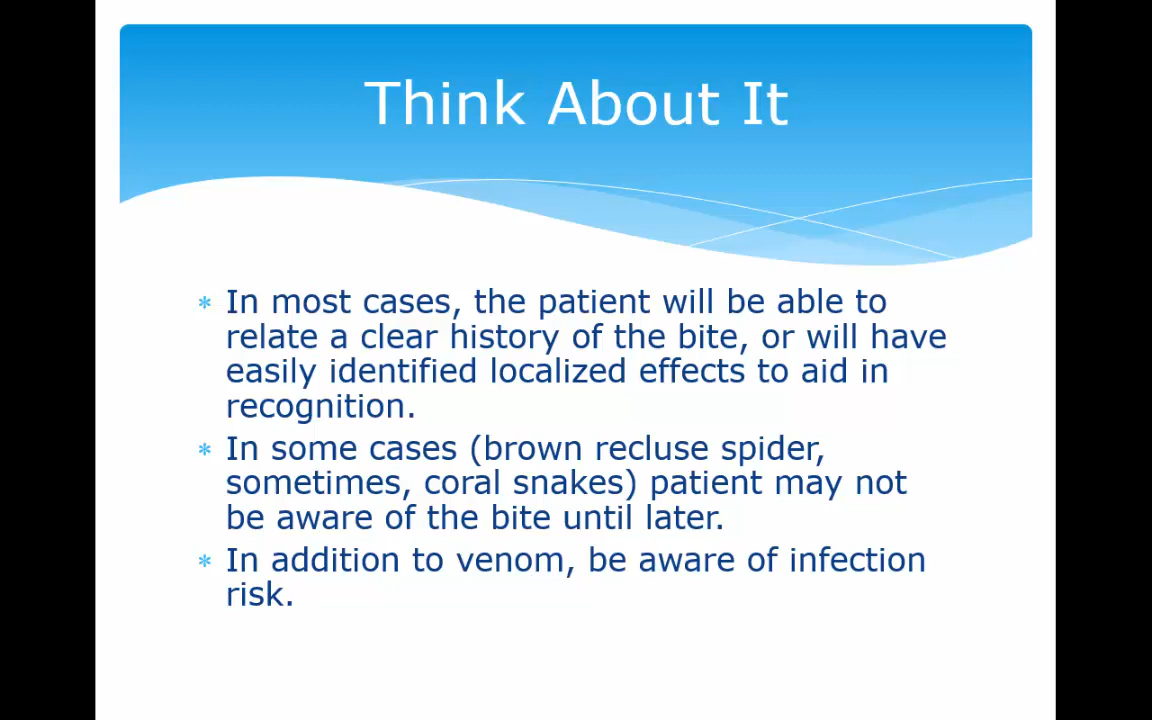 Think About It
* In most cases, the patient will be able to
relate a clear history of the bite, or will have
easily identified localized effects to aid in
recognition.
* In some cases (brown recluse spider,
sometimes, coral snakes) patient may not
be aware of the bite until later.
* In addition to venom, be aware of infection
risk.